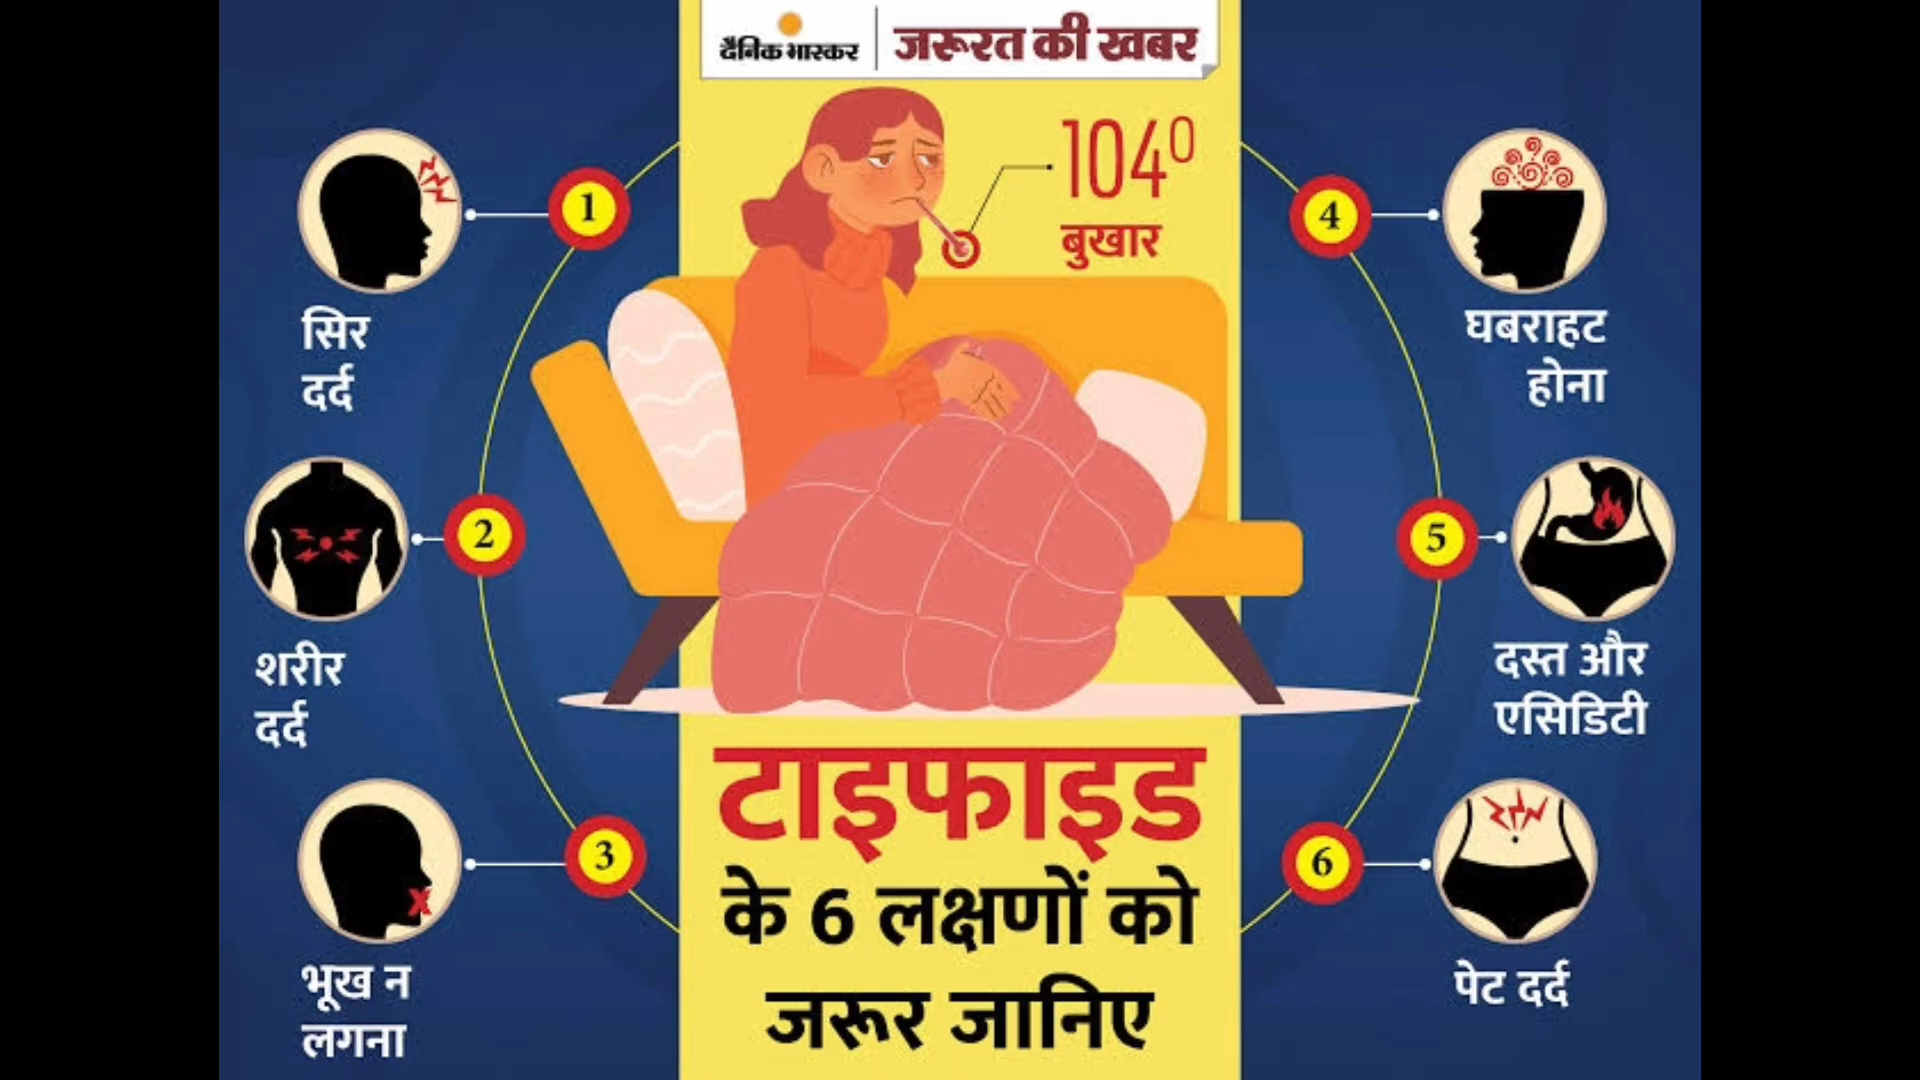 दैनिक भास्कर
जरूरत की खबर
104⁰
बुखार
1
सिर
दर्द
2
शरीर
दर्द
3
भूख न
लगना
4
घबराहट
होना
5
दस्त और
एसिडिटी
6
पेट दर्द
टाइफाइड
के 6 लक्षणों को
जरूर जानिए